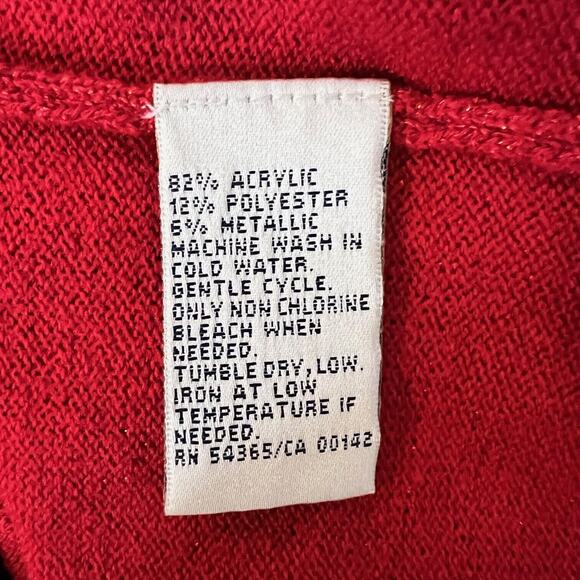 82% ACRYLIC
12% POLYESTER
6% METALLIC
MACHINE WASH IN
COLD WATER.
GENTLE CYCLE.
ONLY NON CHLORINE
BLEACH WHEN
NEEDED.
TUMBLE DRY, LOW.
IRON AT LOW
TEMPERATURE IF
NEEDED.
RN 54365/CA 00142